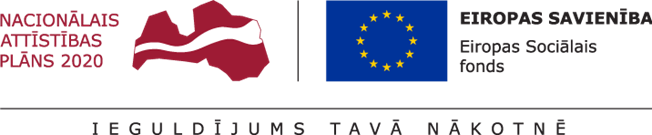 NACIONĀLAIS
ATTĪSTĪBAS
PLĀNS 2020
EIROPAS SAVIENĪBA
Eiropas Sociālais
fonds
IEGULDĪJUMS TAVĀ NĀKOTNĒ